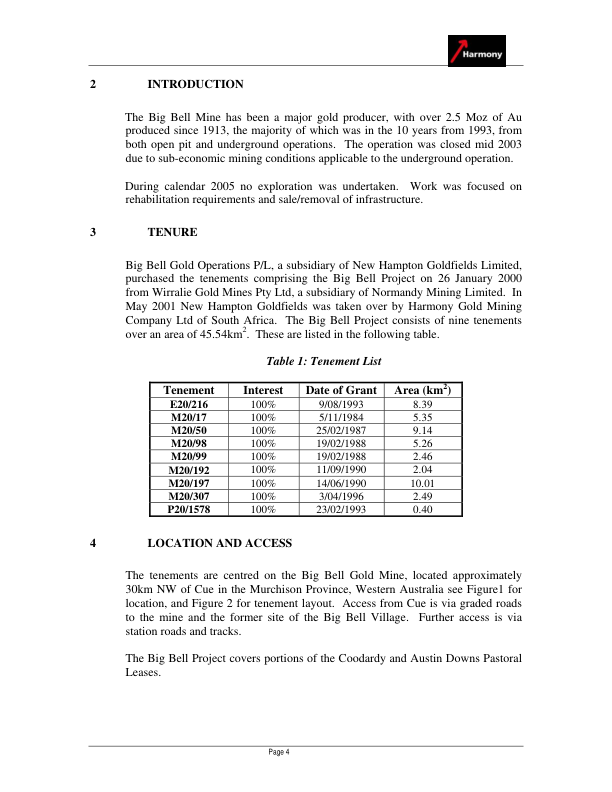 Harmony
2 INTRODUCTION
The Big Bell Mine has been a major gold producer, with over 2.5 Moz of Au
produced since 1913, the majority of which was in the 10 years from 1993, from
both open pit and underground operations. The operation was closed mid 2003
due to sub-economic mining conditions applicable to the underground operation.
During calendar 2005 no exploration was undertaken. Work was focused on
rehabilitation requirements and sale/removal of infrastructure.
3 TENURE
Big Bell Gold Operations P/L, a subsidiary of New Hampton Goldfields Limited,
purchased the tenements comprising the Big Bell Project on 26 January 2000
from Wirralie Gold Mines Pty Ltd, a subsidiary of Normandy Mining Limited. In
May 2001 New Hampton Goldfields was taken over by Harmony Gold Mining
Company Ltd of South Africa. The Big Bell Project consists of nine tenements
over an area of 45.54km². These are listed in the following table.
Table 1: Tenement List
Tenement Interest Date of Grant Area (km²)
E20/216 100% 9/08/1993 8.39
M20/17 100% 5/11/1984 5.35
M20/50 100% 25/02/1987 9.14
M20/98 100% 19/02/1988 5.26
M20/99 100% 19/02/1988 2.46
M20/192 100% 11/09/1990 2.04
M20/197 100% 14/06/1990 10.01
M20/307 100% 3/04/1996 2.49
P20/1578 100% 23/02/1993 0.40
4 LOCATION AND ACCESS
The tenements are centred on the Big Bell Gold Mine, located approximately
30km NW of Cue in the Murchison Province, Western Australia see Figure1 for
location, and Figure 2 for tenement layout. Access from Cue is via graded roads
to the mine and the former site of the Big Bell Village. Further access is via
station roads and tracks.
The Big Bell Project covers portions of the Coodardy and Austin Downs Pastoral
Leases.
Page 4